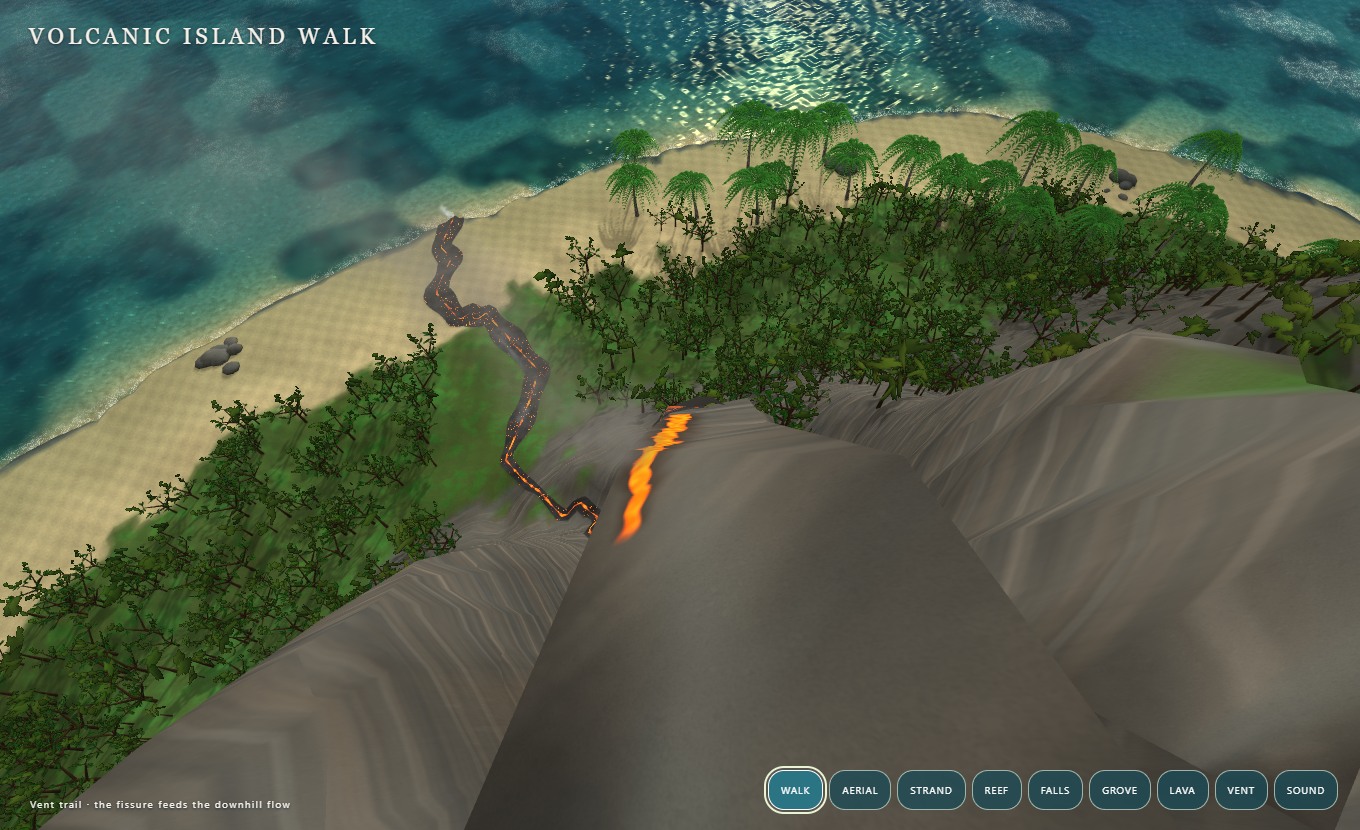 VOLCANIC ISLAND WALK
Vent trail · the fissure feeds the downhill flow
WALK AERIAL STRAND REEF FALLS GROVE LAVA VENT SOUND